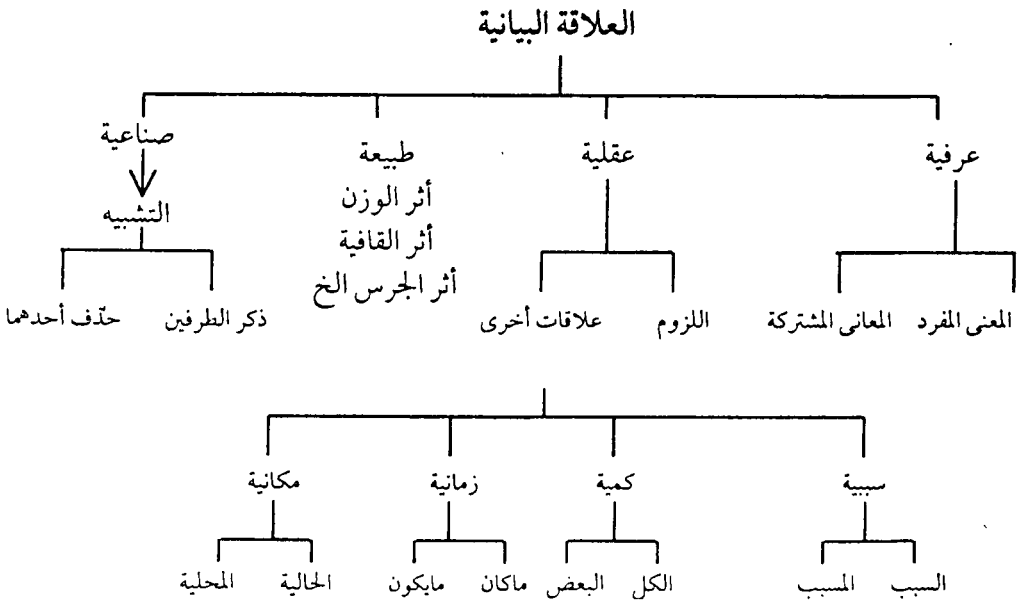 العلاقة البيانية
عرفية
عقلية
طبيعة
صناعية
أثر الوزن
أثر القافية
أثر الجرس الخ
التشبيه
المعنى المفرد
المعانى المشتركة
اللزوم
علاقات أخرى
ذكر الطرفين
حذّف أحدهما
سببية
كمية
زمانية
مكانية
السبب
المسبب
الكل
البعض
ماكان
مايكون
الحالية
المحلية